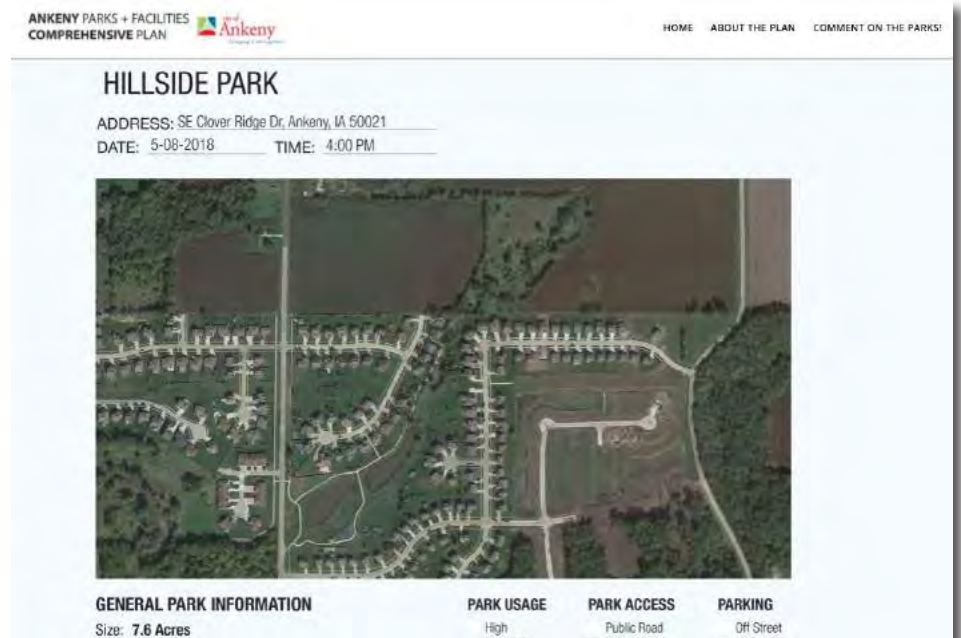 ANKENY PARKS + FACILITIES
COMPREHENSIVE PLAN
city of
Ankeny
HOME ABOUT THE PLAN COMMENT ON THE PARKS!
HILLSIDE PARK
ADDRESS: SE Clover Ridge Dr, Ankeny, IA 50021
DATE: 5-08-2018 TIME: 4:00 PM
GENERAL PARK INFORMATION PARK USAGE PARK ACCESS PARKING
Size: 7.6 Acres High Public Road Off Street